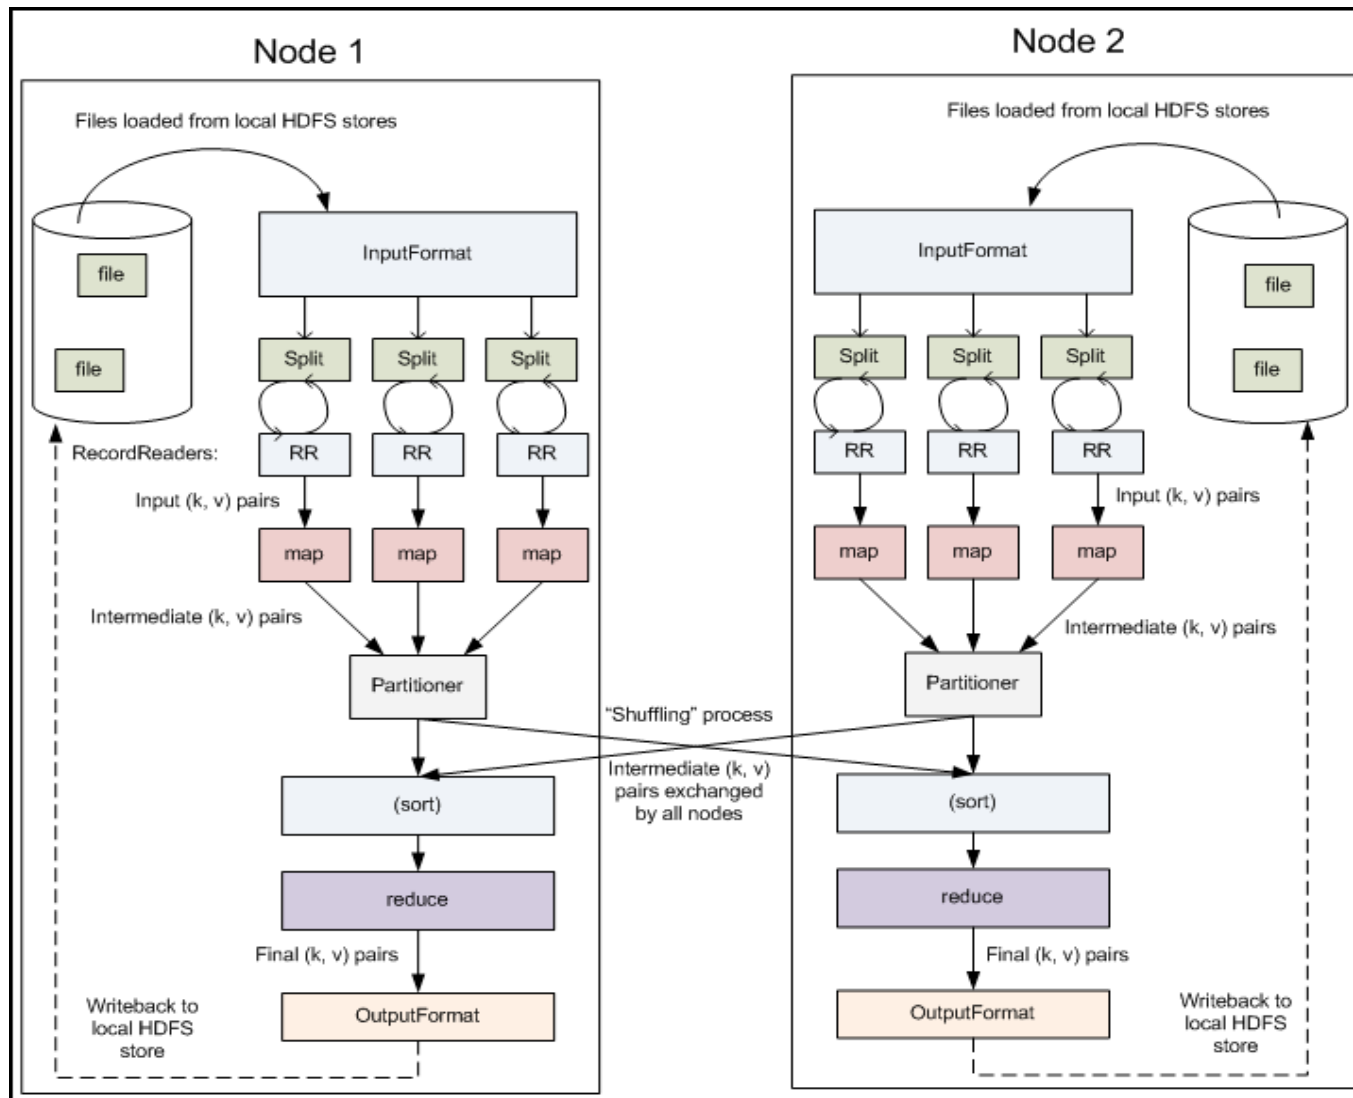 Node 1
Files loaded from local HDFS stores
InputFormat
file
file
Split
Split
Split
RecordReaders:
RR
RR
RR
Input (k, v) pairs
map
map
map
Intermediate (k, v) pairs
Partitioner
(sort)
reduce
Final (k, v) pairs
OutputFormat
Writeback to
local HDFS
store
“Shuffling” process
Intermediate (k, v)
pairs exchanged
by all nodes
Node 2
Files loaded from local HDFS stores
InputFormat
file
file
Split
Split
Split
RR
RR
RR
Input (k, v) pairs
map
map
map
Intermediate (k, v) pairs
Partitioner
(sort)
reduce
Final (k, v) pairs
OutputFormat
Writeback to
local HDFS
store